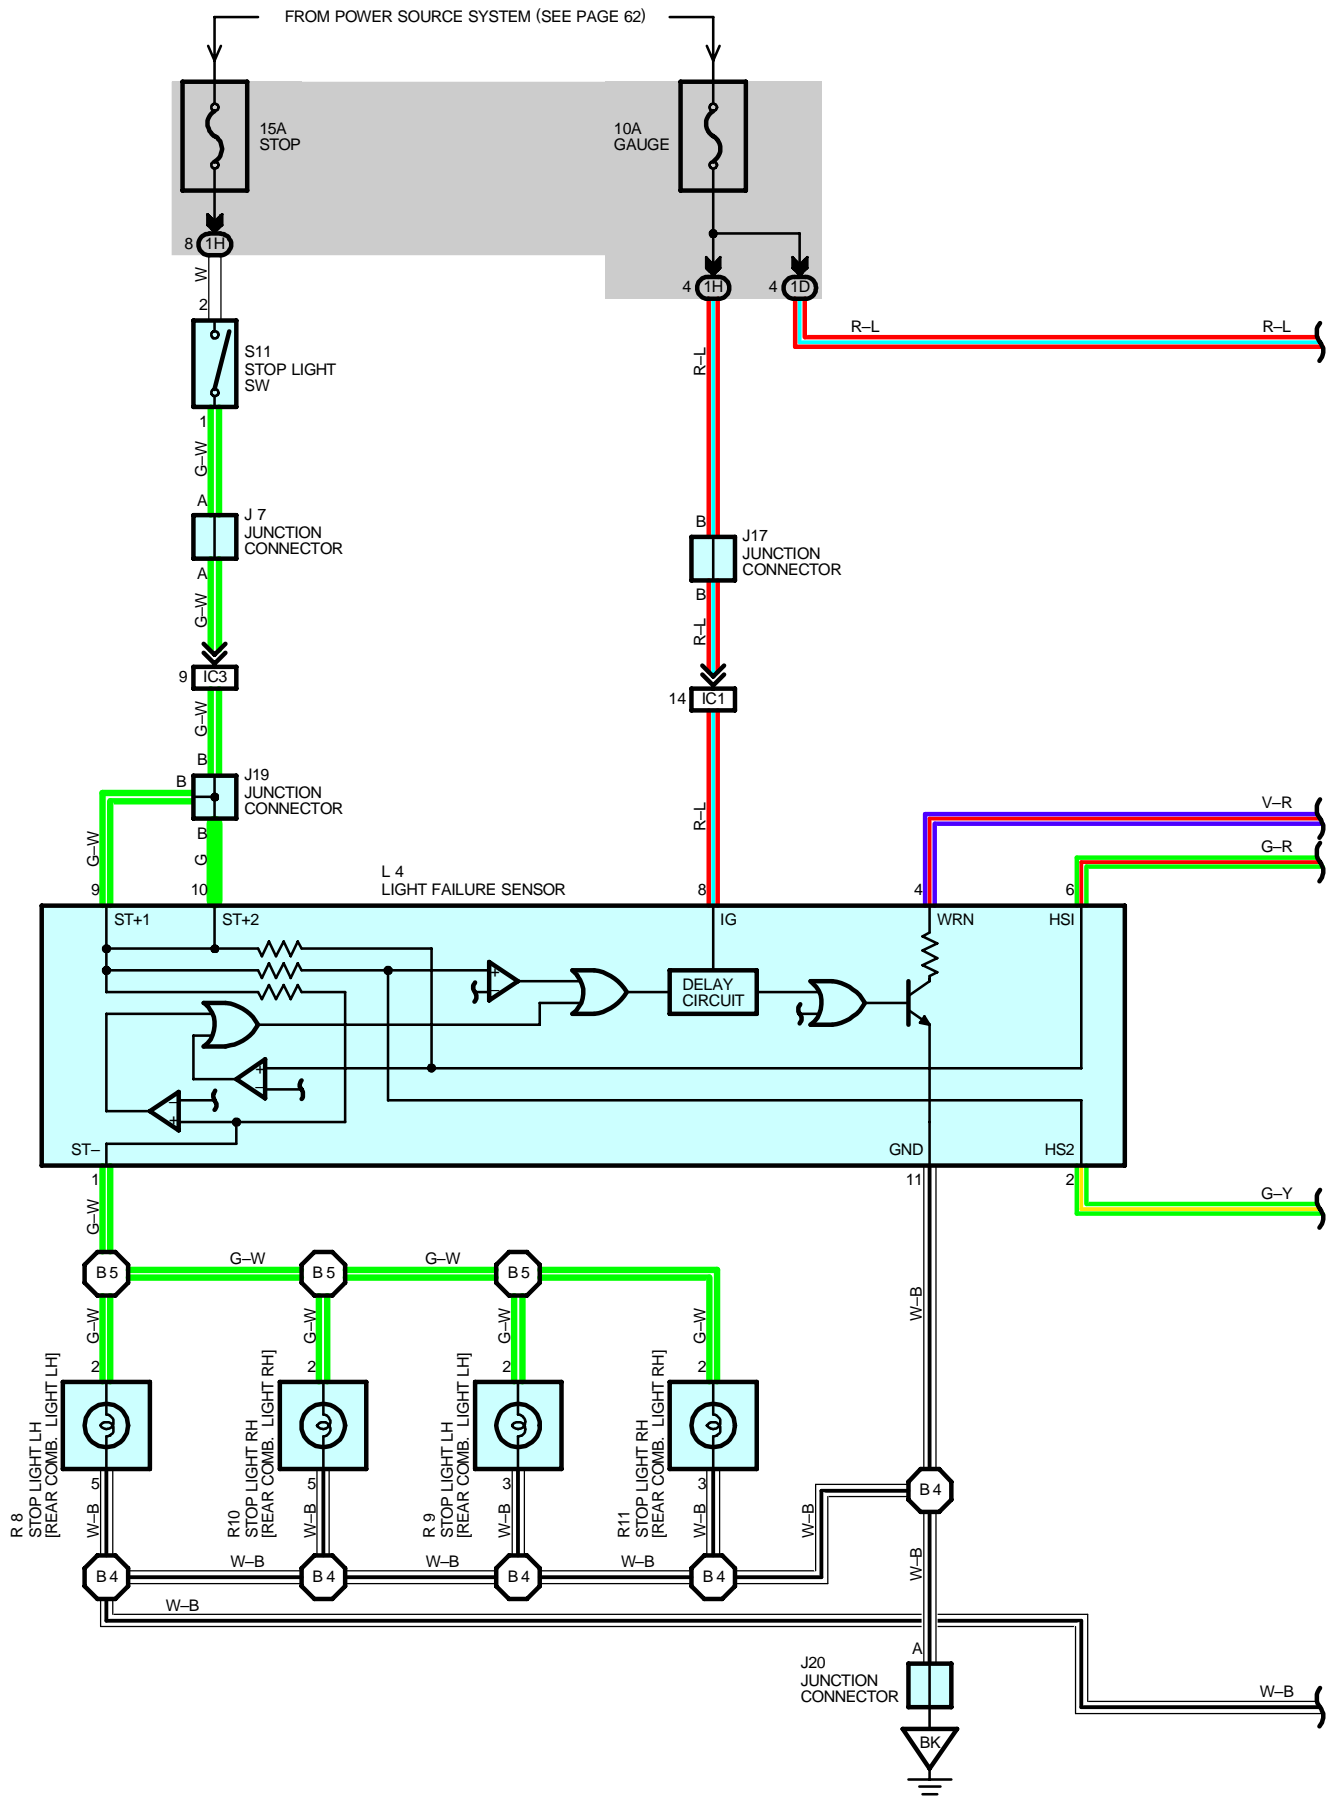 FROM POWER SOURCE SYSTEM (SEE PAGE 62)
15A
STOP
10A
GAUGE
8 1H
4 1H
4 1D
W
2
R–L
R–L
R–L
S11
STOP LIGHT
SW
1
G–W
A
J 7
JUNCTION
CONNECTOR
A
G–W
B
J17
JUNCTION
CONNECTOR
B
R–L
9 IC3
14 IC1
G–W
B
B
J19
JUNCTION
CONNECTOR
B
G–W
G
R–L
V–R
G–R
L 4
LIGHT FAILURE SENSOR
9
10
8
4
6
ST+1
ST+2
IG
WRN
HSI
+
–
DELAY
CIRCUIT
+
–
–
+
ST–
GND
HS2
1
11
2
G–W
G–Y
B 5
G–W
B 5
G–W
B 5
G–W
G–W
G–W
G–W
W–B
2
2
2
2
R 8
STOP LIGHT LH
[REAR COMB. LIGHT LH]
R10
STOP LIGHT RH
[REAR COMB. LIGHT RH]
R 9
STOP LIGHT LH
[REAR COMB. LIGHT LH]
R11
STOP LIGHT RH
[REAR COMB. LIGHT RH]
5
5
3
3
W–B
W–B
W–B
W–B
W–B
B 4
B 4
W–B
B 4
W–B
B 4
W–B
B 4
W–B
W–B
A
J20
JUNCTION
CONNECTOR
W–B
BK